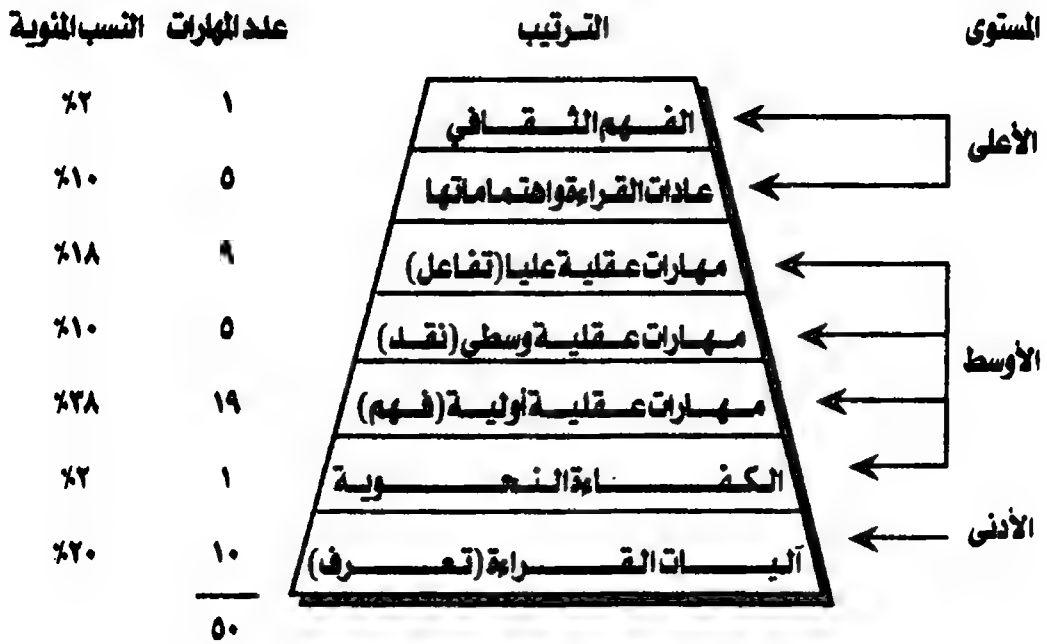 المستوى الترتيب عدد المهارات النسب المئوية
الأعلى
الفهم الثقافي ١ ٪٢
عادات القراءة واهتماماتها ٥ ٪١٠
مهارات عقلية عليا (تفاعل) ٩ ٪١٨
الأوسط
مهارات عقلية وسطى (نقد) ٥ ٪١٠
مهارات عقلية أولية (فهم) ١٩ ٪٣٨
الكفاءة النحوية ١ ٪٢
الأدنى
آليات القراءة (تعرف) ١٠ ٪٢٠
٥٠